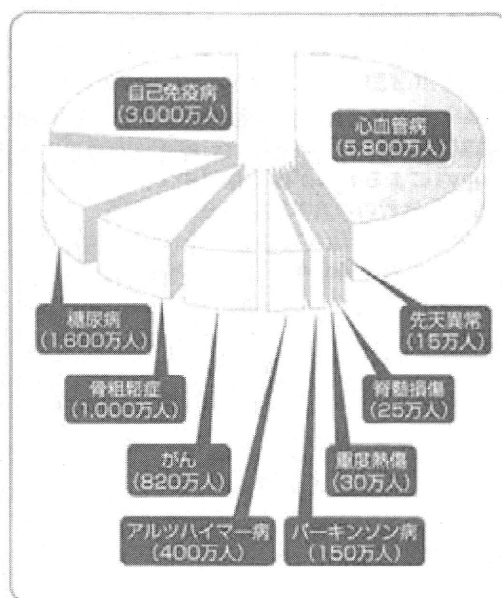 自己免疫病
(3,000万人)
心血管病
(5,800万人)
糖尿病
(1,600万人)
骨粗鬆症
(1,000万人)
がん
(820万人)
アルツハイマー病
(400万人)
パーキンソン病
(150万人)
重度熱傷
(30万人)
脊髄損傷
(25万人)
先天異常
(15万人)